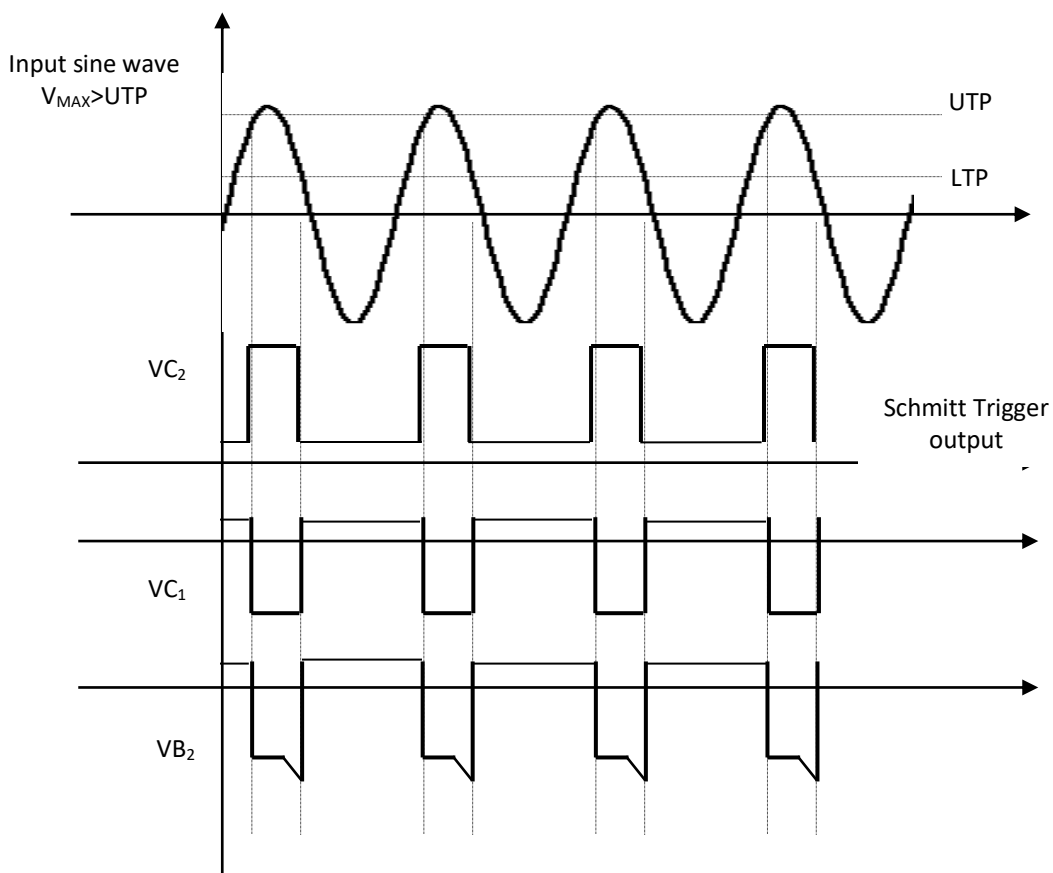 Input sine wave
VMAX>UTP
UTP
LTP
VC2
Schmitt Trigger
output
VC1
VB2